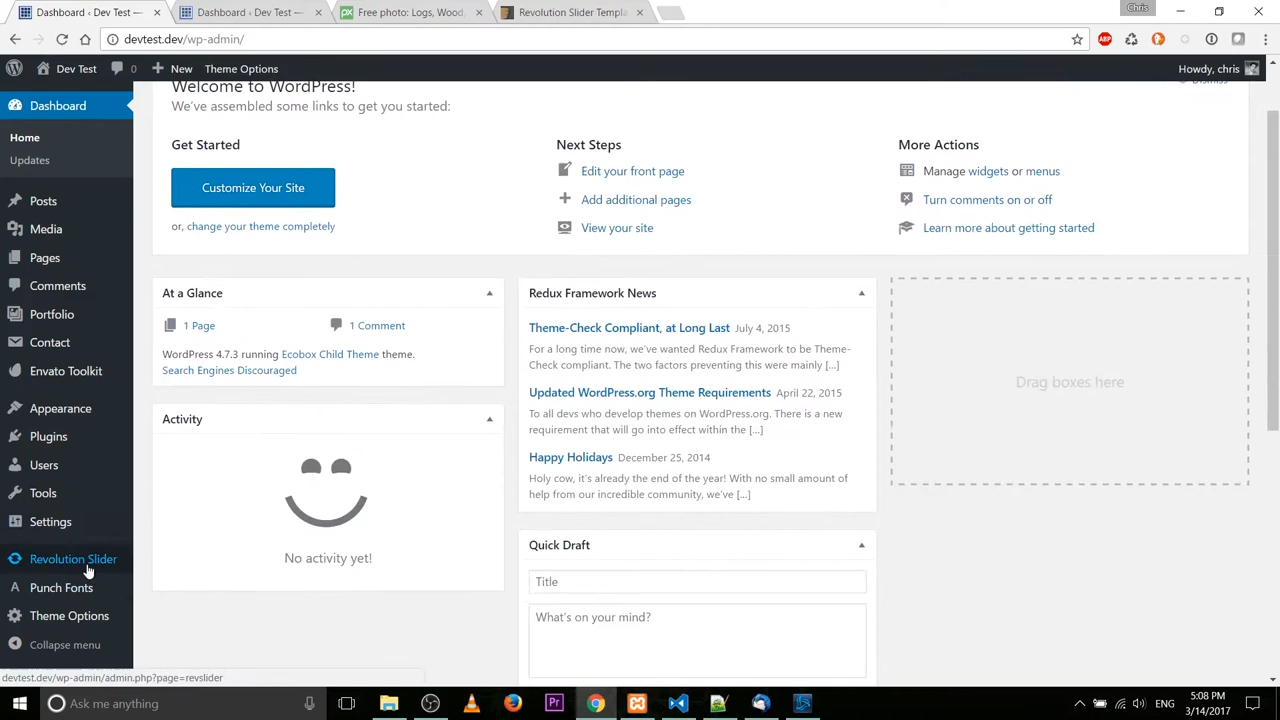 Dashboard ‹ Dev Test —
Dashboard ‹ Dev Test —
Free photo: Logs, Wood,
Revolution Slider Templa
Chris
devtest.dev/wp-admin/
ABP
Dev Test
0
New
Theme Options
Howdy, chris
Dashboard
Home
Updates
Posts
Media
Pages
Comments
Portfolio
Contact
Envato Toolkit
Appearance
Plugins
Users
Tools
Settings
Revolution Slider
Punch Fonts
Theme Options
Collapse menu
Welcome to WordPress!
Dismiss
We've assembled some links to get you started:
Get Started
Customize Your Site
or, change your theme completely
Next Steps
Edit your front page
Add additional pages
View your site
More Actions
Manage widgets or menus
Turn comments on or off
Learn more about getting started
At a Glance
1 Page
1 Comment
WordPress 4.7.3 running Ecobox Child Theme theme.
Search Engines Discouraged
Activity
No activity yet!
Redux Framework News
Theme-Check Compliant, at Long Last July 4, 2015
For a long time now, we've wanted Redux Framework to be Theme-
Check compliant. The two factors preventing this were mainly [...]
Updated WordPress.org Theme Requirements April 22, 2015
To all devs who develop themes on WordPress.org. There is a new
requirement that will go into effect within the [...]
Happy Holidays December 25, 2014
Holy cow, it's already the end of the year! With no small amount of
help from our incredible community, we've [...]
Quick Draft
Title
What's on your mind?
Drag boxes here
devtest.dev/wp-admin/admin.php?page=revslider
Ask me anything
Pr
ENG
5:08 PM
3/14/2017